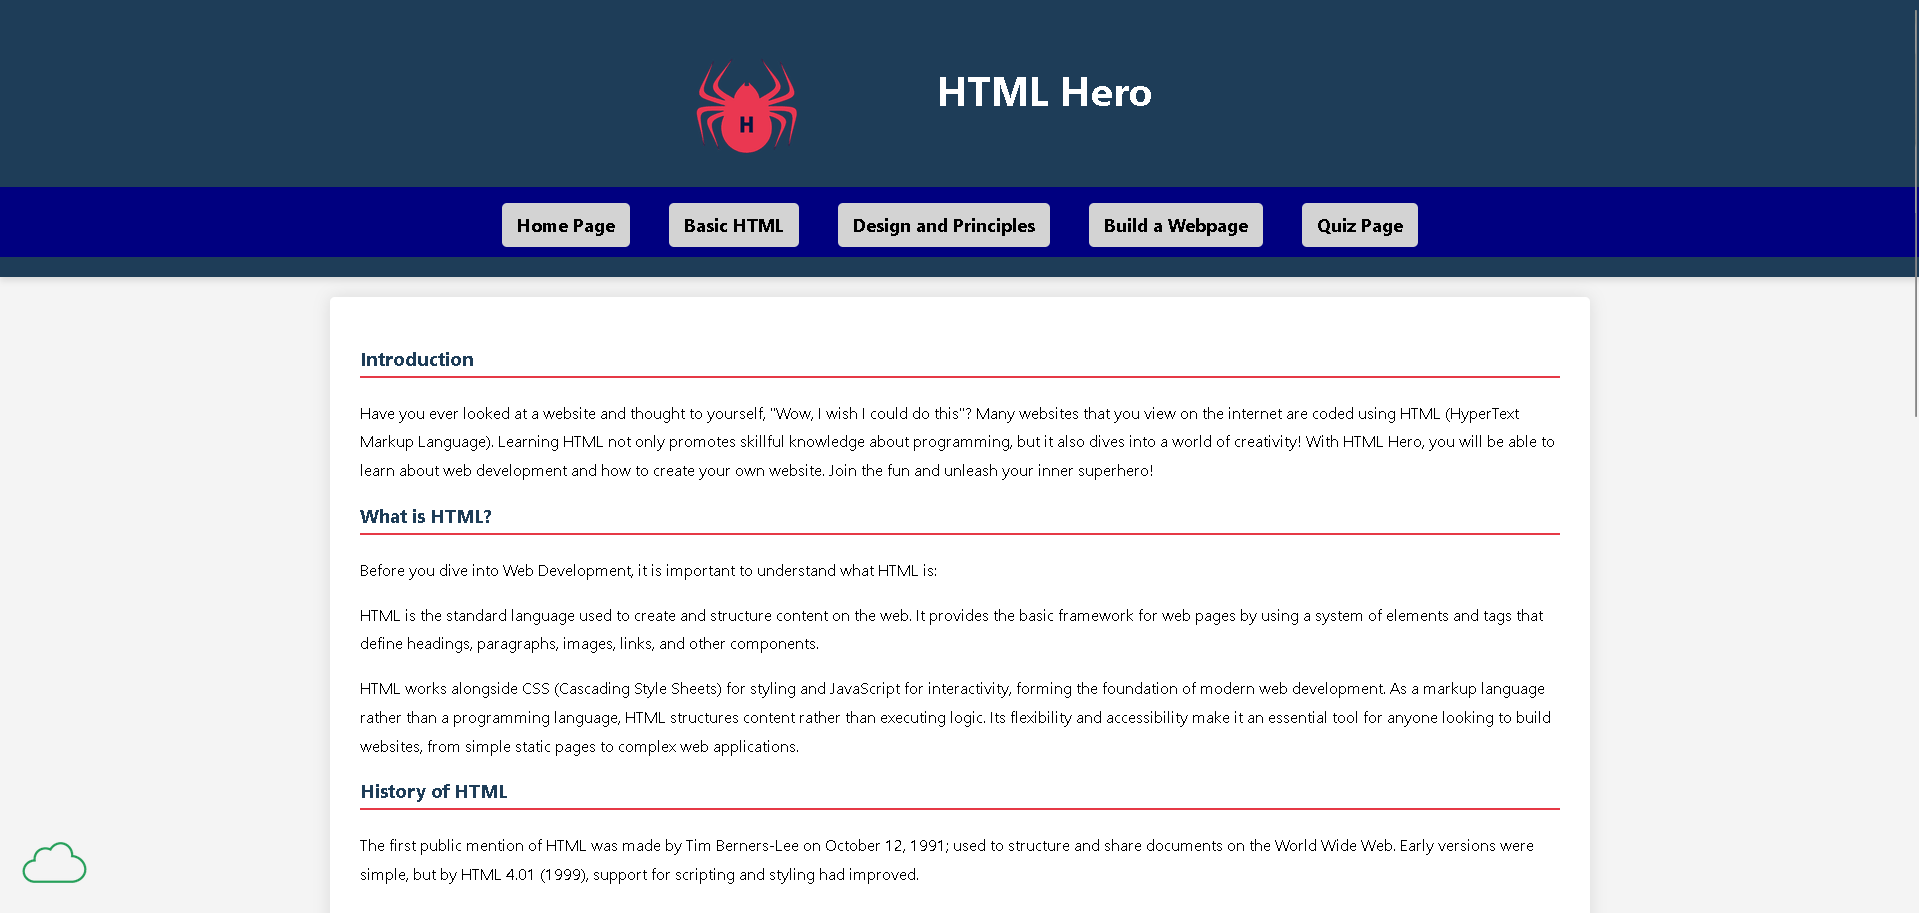 H
HTML Hero
Home Page
Basic HTML
Design and Principles
Build a Webpage
Quiz Page
Introduction
Have you ever looked at a website and thought to yourself, "Wow, I wish I could do this"? Many websites that you view on the internet are coded using HTML (HyperText
Markup Language). Learning HTML not only promotes skillful knowledge about programming, but it also dives into a world of creativity! With HTML Hero, you will be able to
learn about web development and how to create your own website. Join the fun and unleash your inner superhero!
What is HTML?
Before you dive into Web Development, it is important to understand what HTML is:
HTML is the standard language used to create and structure content on the web. It provides the basic framework for web pages by using a system of elements and tags that
define headings, paragraphs, images, links, and other components.
HTML works alongside CSS (Cascading Style Sheets) for styling and JavaScript for interactivity, forming the foundation of modern web development. As a markup language
rather than a programming language, HTML structures content rather than executing logic. Its flexibility and accessibility make it an essential tool for anyone looking to build
websites, from simple static pages to complex web applications.
History of HTML
The first public mention of HTML was made by Tim Berners-Lee on October 12, 1991; used to structure and share documents on the World Wide Web. Early versions were
simple, but by HTML 4.01 (1999), support for scripting and styling had improved.